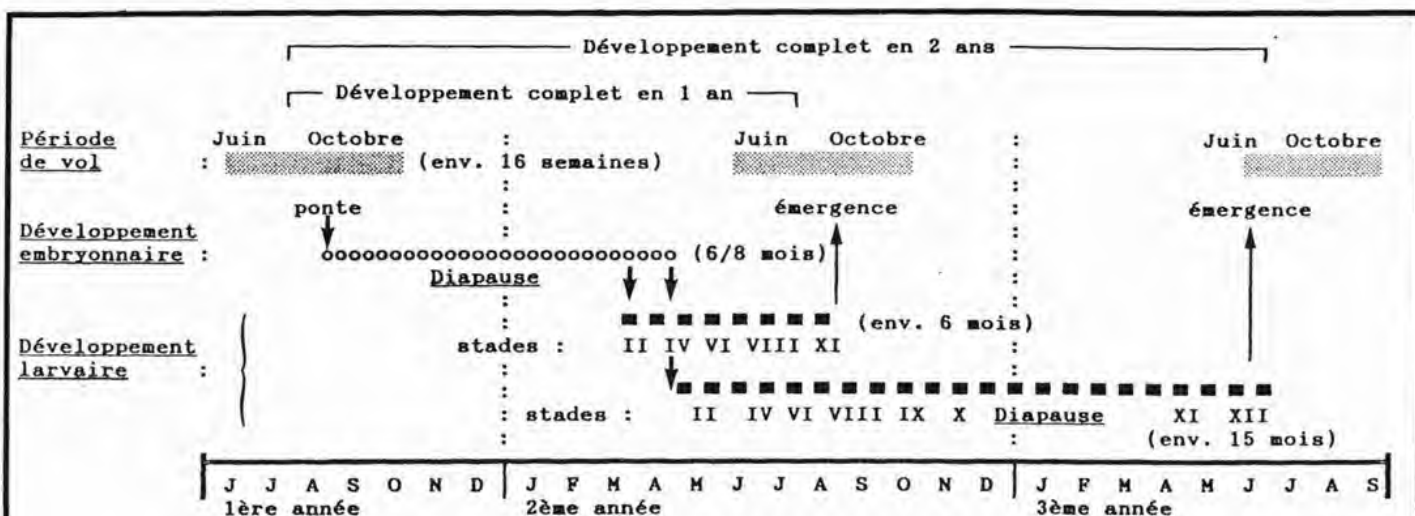 Développement complet en 2 ans
Développement complet en 1 an
Période de vol :
Juin Octobre (env. 16 semaines) Juin Octobre Juin Octobre
ponte émergence émergence
Développement embryonnaire : (6/8 mois)
Diapause
(env. 6 mois)
Développement larvaire :
stades : II IV VI VIII XI
stades : II IV VI VIII IX X Diapause XI XII
(env. 15 mois)
J J A S O N D J F M A M J J A S O N D J F M A M J J A S
1ère année 2ème année 3ème année